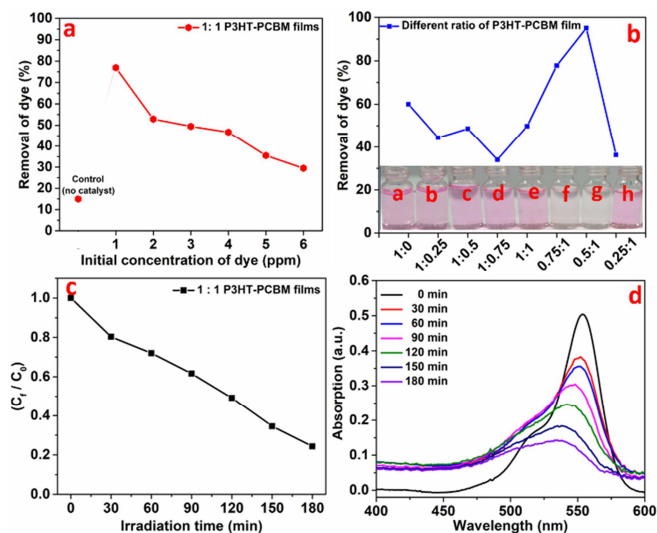 a
1: 1 P3HT-PCBM films
Removal of dye (%)
100
90
80
70
60
50
40
30
20
10
0
Control
(no catalyst)
1 2 3 4 5 6
Initial concentration of dye (ppm)
b
Different ratio of P3HT-PCBM film
Removal of dye (%)
100
80
60
40
20
0
a b c d e f g h
1:0 1:0.25 1:0.5 1:0.75 1:1 0.75:1 0.5:1 0.25:1
c
1 : 1 P3HT-PCBM films
(Cf / C0)
1.0
0.8
0.6
0.4
0.2
0.0
0 30 60 90 120 150 180
Irradiation time (min)
d
0 min
30 min
60 min
90 min
120 min
150 min
180 min
Absorption (a.u.)
0.6
0.5
0.4
0.3
0.2
0.1
0.0
400 450 500 550 600
Wavelength (nm)